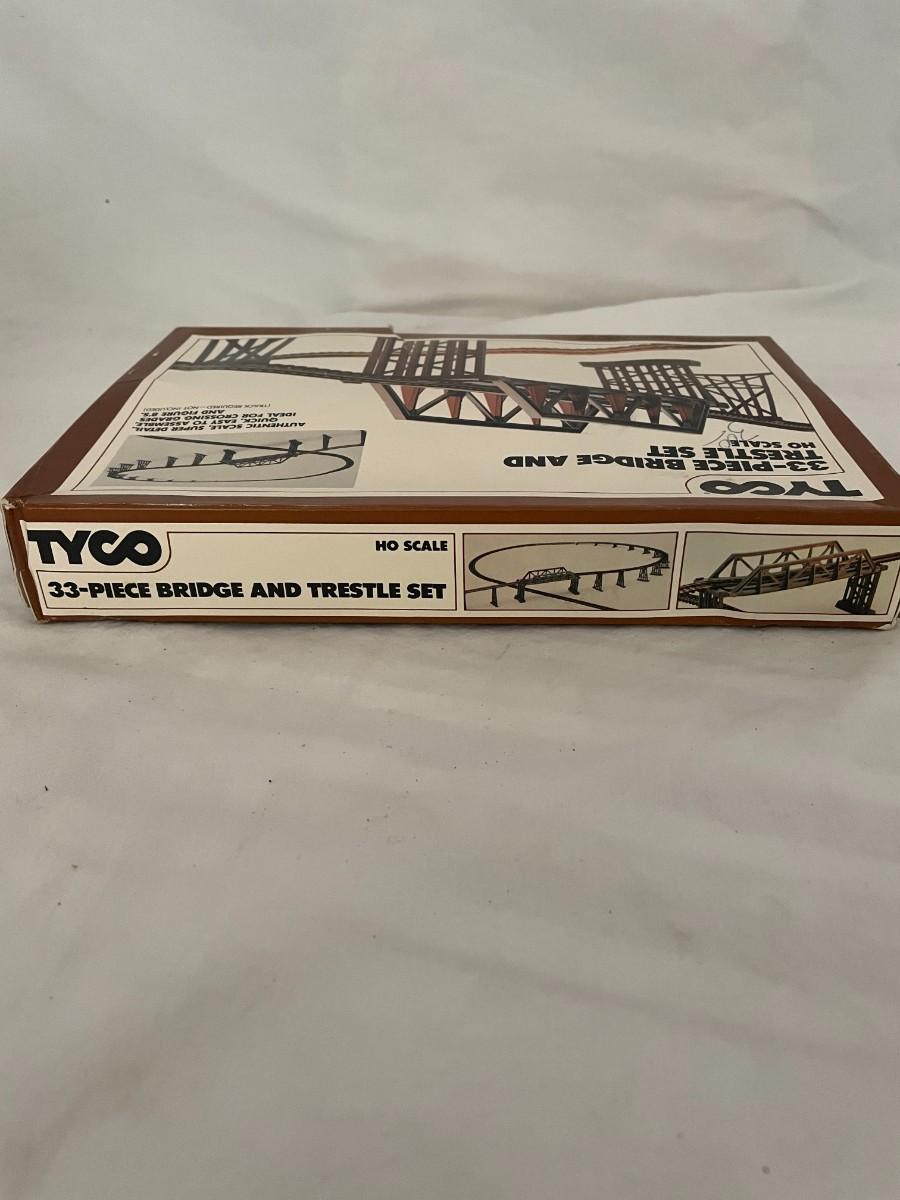 TYCO
33-PIECE BRIDGE AND
TRESTLE SET
HO SCALE
AUTHENTIC SCALE, SUPER DETAIL.
QUICK, EASY TO ASSEMBLE.
IDEAL FOR CROSSING GRADES
AND FIGURE 8'S.
(TRACK REQUIRED—NOT INCLUDED)
TYCO
HO SCALE
33-PIECE BRIDGE AND TRESTLE SET